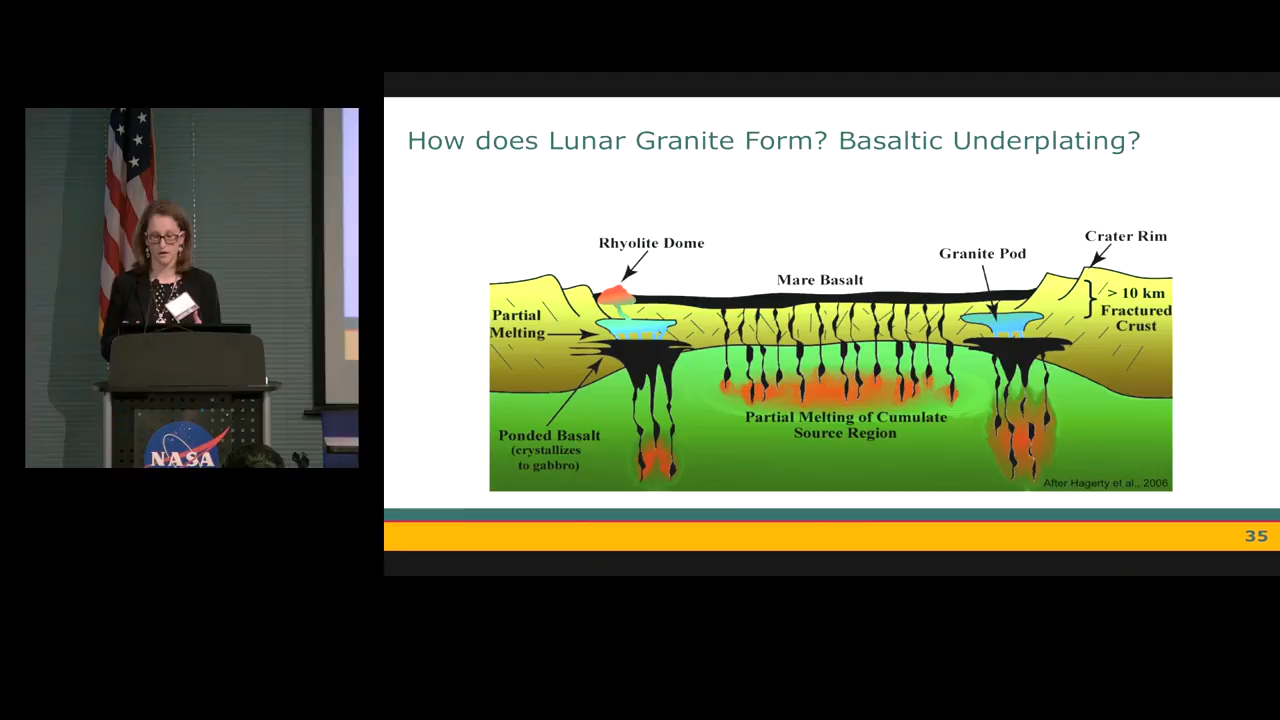 How does Lunar Granite Form? Basaltic Underplating?
Rhyolite Dome
Mare Basalt
Granite Pod
Crater Rim
> 10 km
Fractured
Crust
Partial
Melting
Partial Melting of Cumulate
Source Region
Ponded Basalt
(crystallizes
to gabbro)
After Hagerty et al., 2006
35
NASA